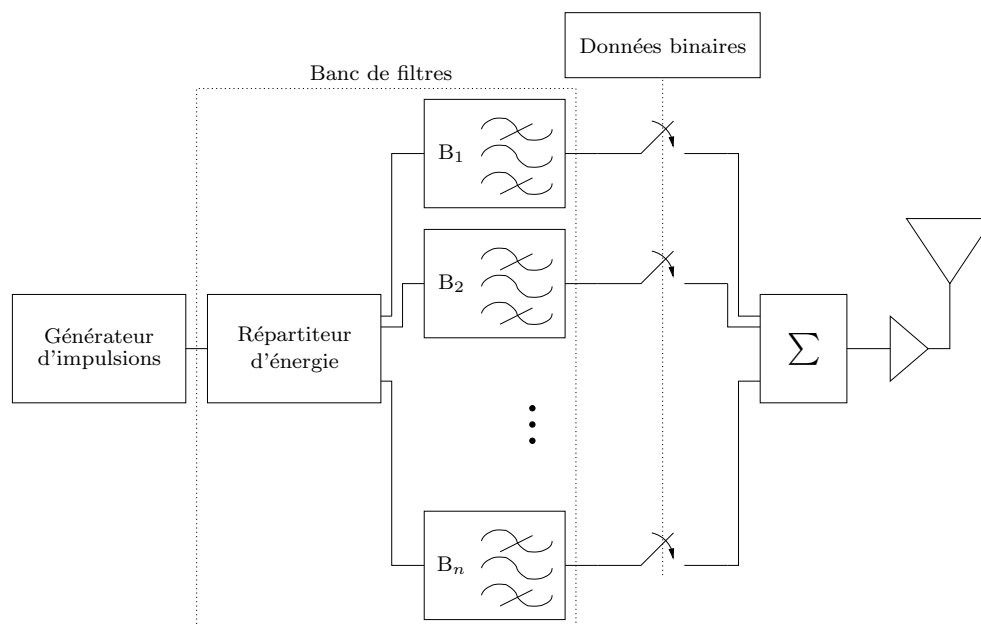 Données binaires
Banc de filtres
B1
B2
Générateur
d'impulsions
Répartiteur
d'énergie
∑
Bn